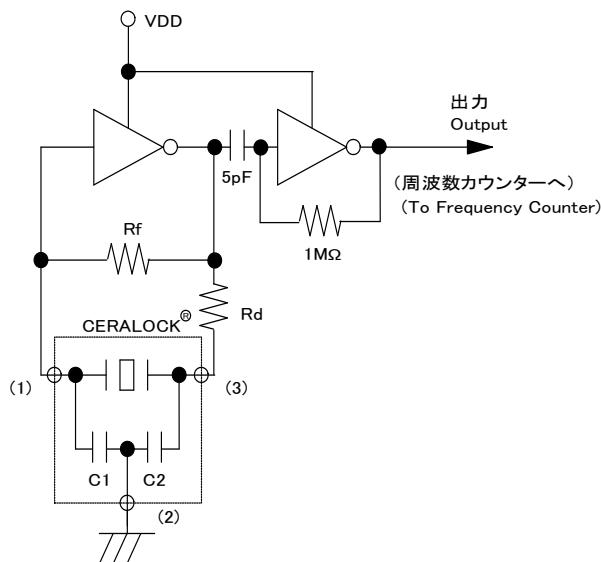 VDD
出力
Output
5pF
(周波数カウンターへ)
(To Frequency Counter)
Rf
1MΩ
Rd
CERALOCK®
(1)
(3)
C1
C2
(2)